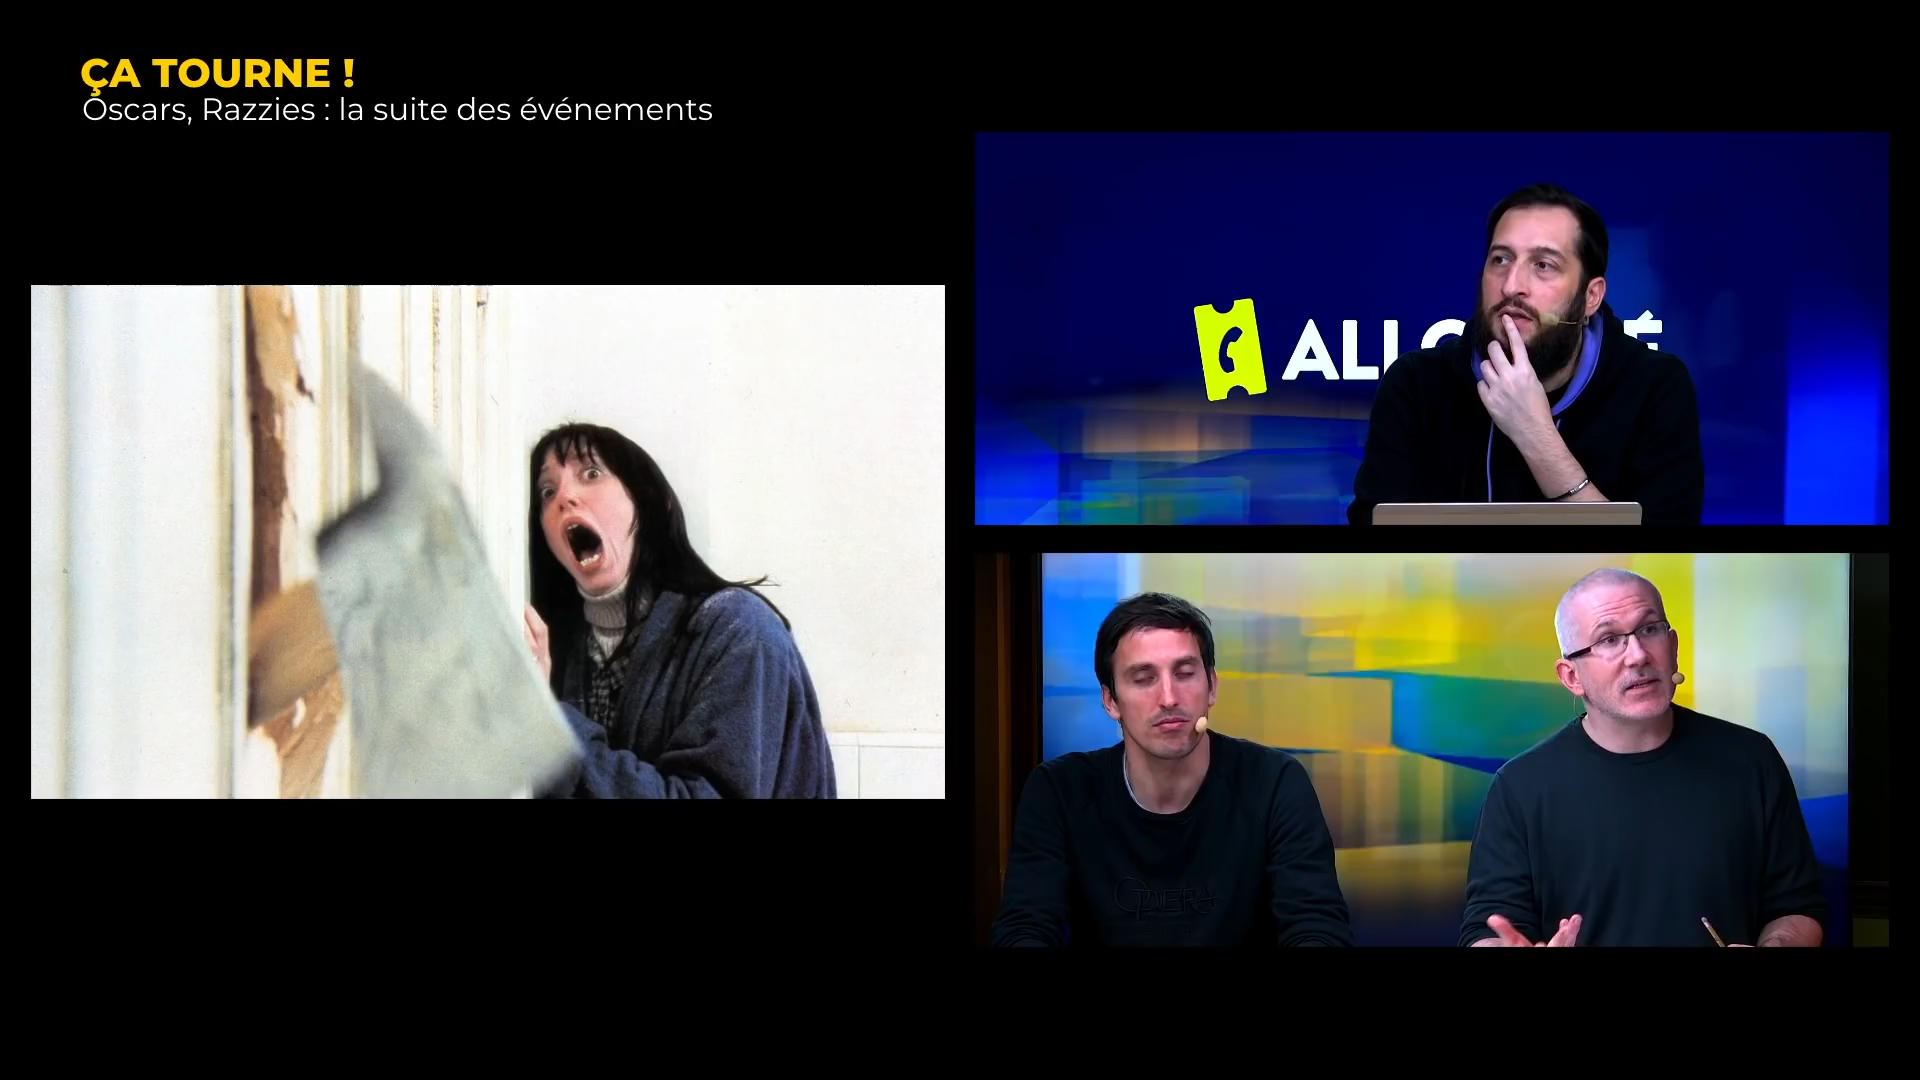 ÇA TOURNE !
Oscars, Razzies : la suite des événements